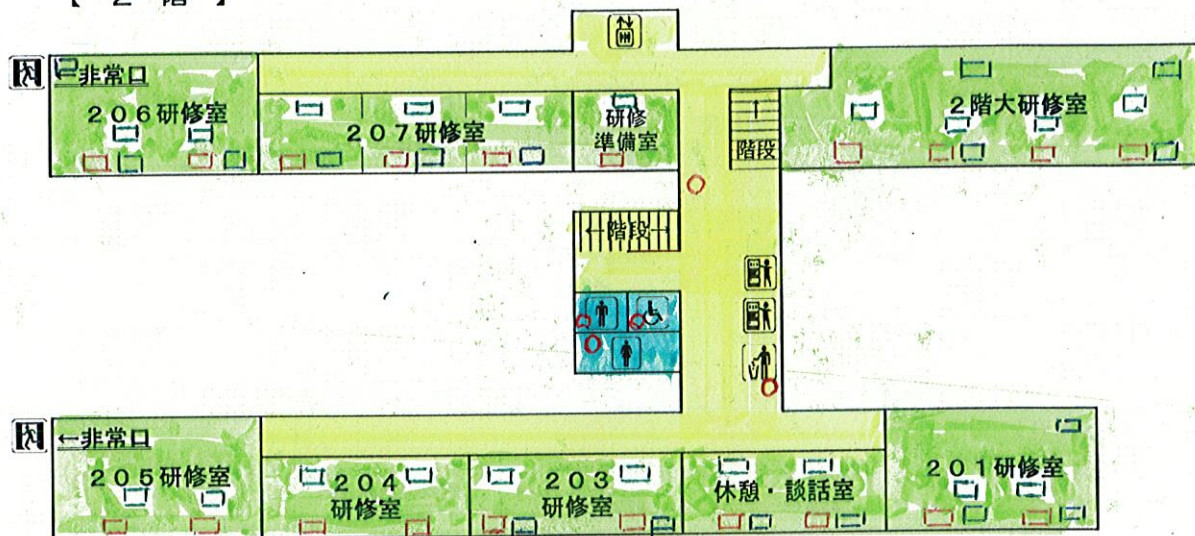 【 2 階 】
←非常口
206研修室
207研修室
研修
準備室
階段
2階大研修室
←階段→
←非常口
205研修室
204
研修室
203
研修室
休憩・談話室
201研修室